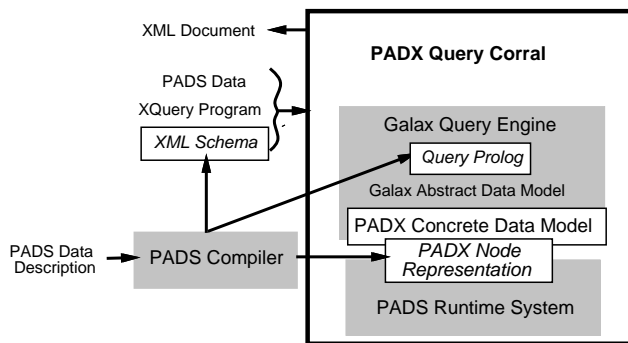 XML Document
PADX Query Corral
PADS Data
XQuery Program
XML Schema
Galax Query Engine
Query Prolog
Galax Abstract Data Model
PADX Concrete Data Model
PADS Data
Description
PADS Compiler
PADX Node
Representation
PADS Runtime System